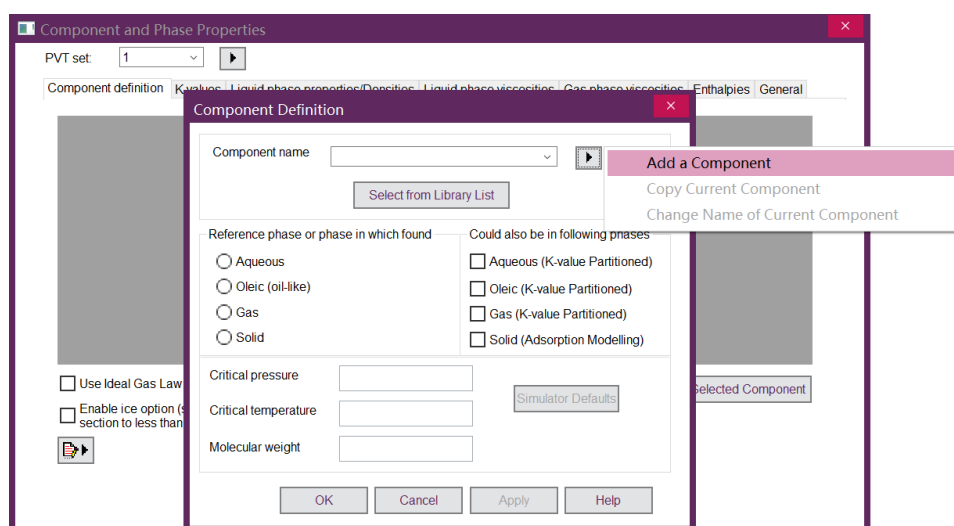 Component and Phase Properties
PVT set: 1
Component definition K-values Liquid phase properties/Densities Liquid phase viscosities Gas phase viscosities Enthalpies General
Component Definition
Component name
Add a Component
Select from Library List
Copy Current Component
Change Name of Current Component
Reference phase or phase in which found
Could also be in following phases
Aqueous
Aqueous (K-value Partitioned)
Oleic (oil-like)
Oleic (K-value Partitioned)
Gas
Gas (K-value Partitioned)
Solid
Solid (Adsorption Modelling)
Use Ideal Gas Law
Critical pressure
Selected Component
Simulator Defaults
Enable ice option
section to less than
Critical temperature
Molecular weight
OK Cancel Apply Help